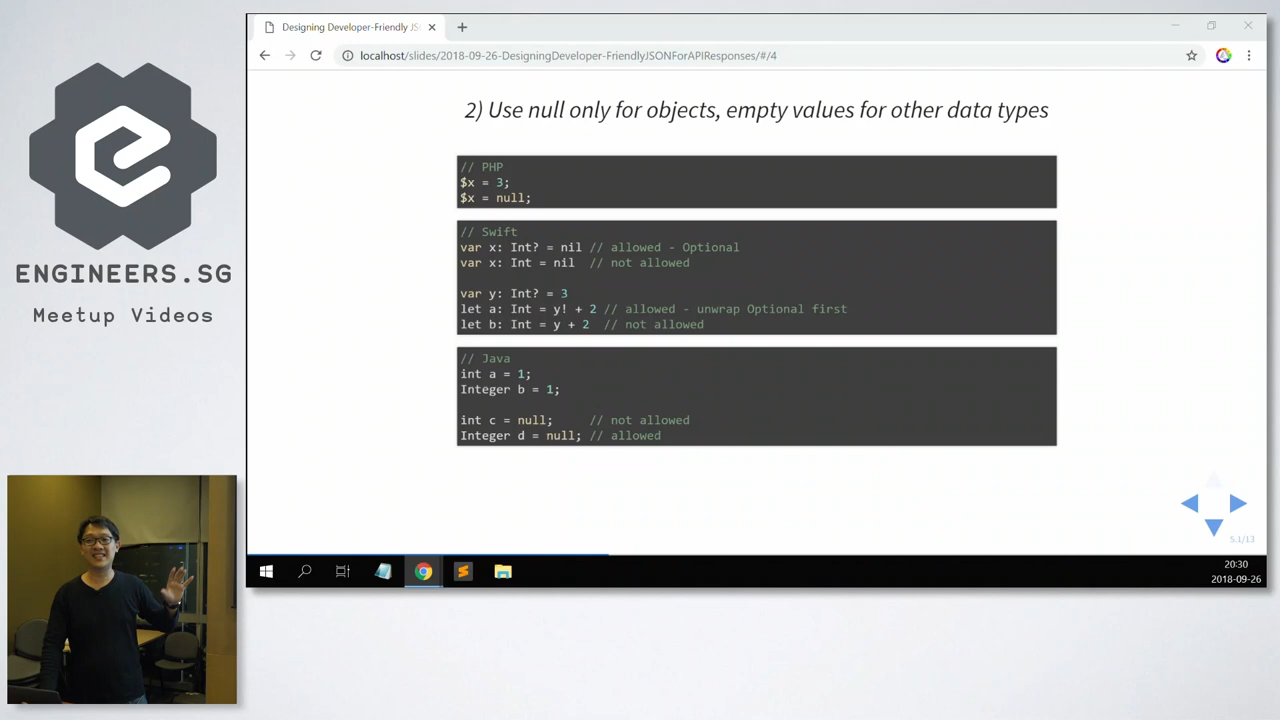 Designing Developer-Friendly JS
localhost/slides/2018-09-26-DesigningDeveloper-FriendlyJSONForAPIResponses/#/4
2) Use null only for objects, empty values for other data types
// PHP
$x = 3;
$x = null;
// Swift
var x: Int? = nil // allowed - Optional
var x: Int = nil  // not allowed
var y: Int? = 3
let a: Int = y! + 2 // allowed - unwrap Optional first
let b: Int = y + 2  // not allowed
// Java
int a = 1;
Integer b = 1;
int c = null;     // not allowed
Integer d = null; // allowed
5.1/13
20:30
2018-09-26
ENGINEERS.SG
Meetup Videos